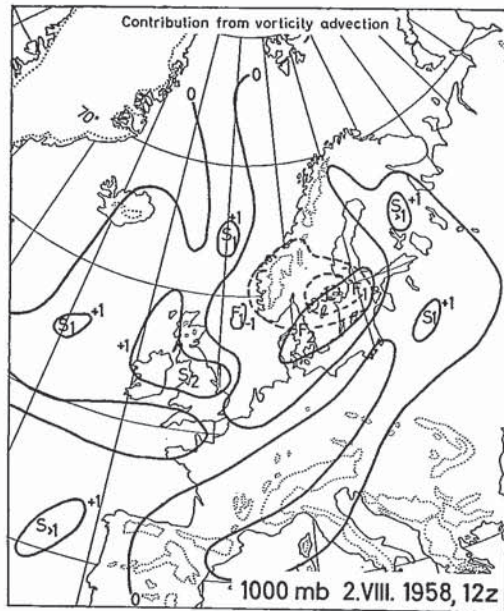 Contribution from vorticity advection
0
0
70°
+1
S>1
+1
S1
+1
S1
F-1
F1
F
+1
S1
+1
S2
+1
S>1
0
1000 mb 2.VIII. 1958, 12z